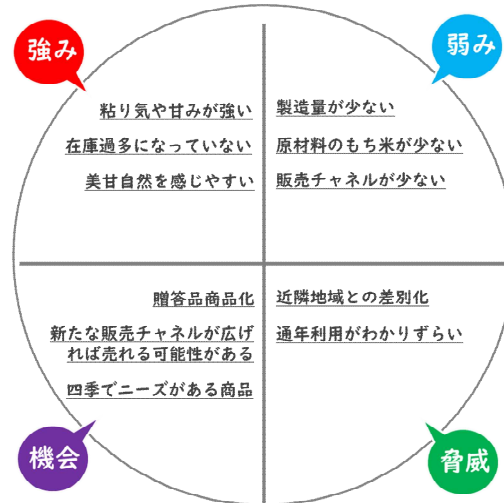 強み
粘り気や甘みが強い
在庫過多になっていない
美甘自然を感じやすい
弱み
製造量が少ない
原材料のもち米が少ない
販売チャネルが少ない
機会
贈答品商品化
新たな販売チャネルが広げ
れば売れる可能性がある
四季でニーズがある商品
脅威
近隣地域との差別化
通年利用がわかりずらい